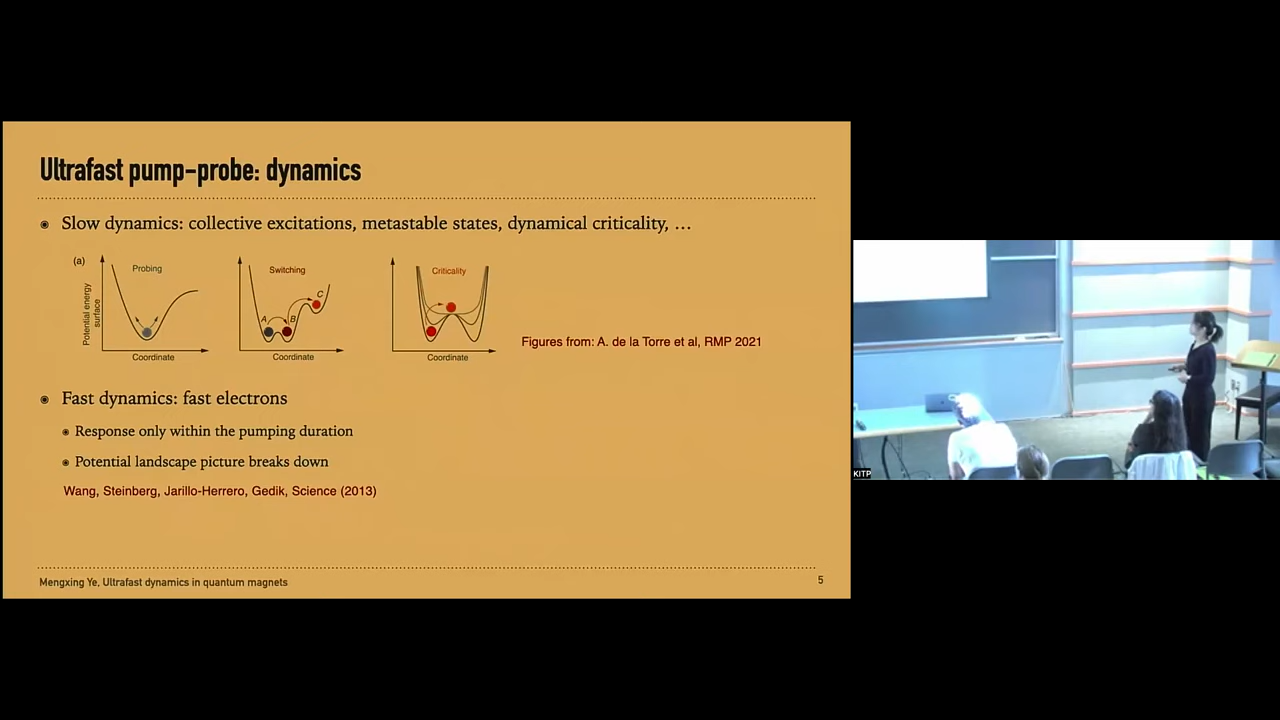 Ultrafast pump-probe: dynamics
Slow dynamics: collective excitations, metastable states, dynamical criticality, …
(a)
Probing
Potential energy
surface
Coordinate
Switching
A
B
C
Coordinate
Criticality
Coordinate
Figures from: A. de la Torre et al, RMP 2021
Fast dynamics: fast electrons
Response only within the pumping duration
Potential landscape picture breaks down
Wang, Steinberg, Jarillo-Herrero, Gedik, Science (2013)
Mengxing Ye, Ultrafast dynamics in quantum magnets
5
KITP